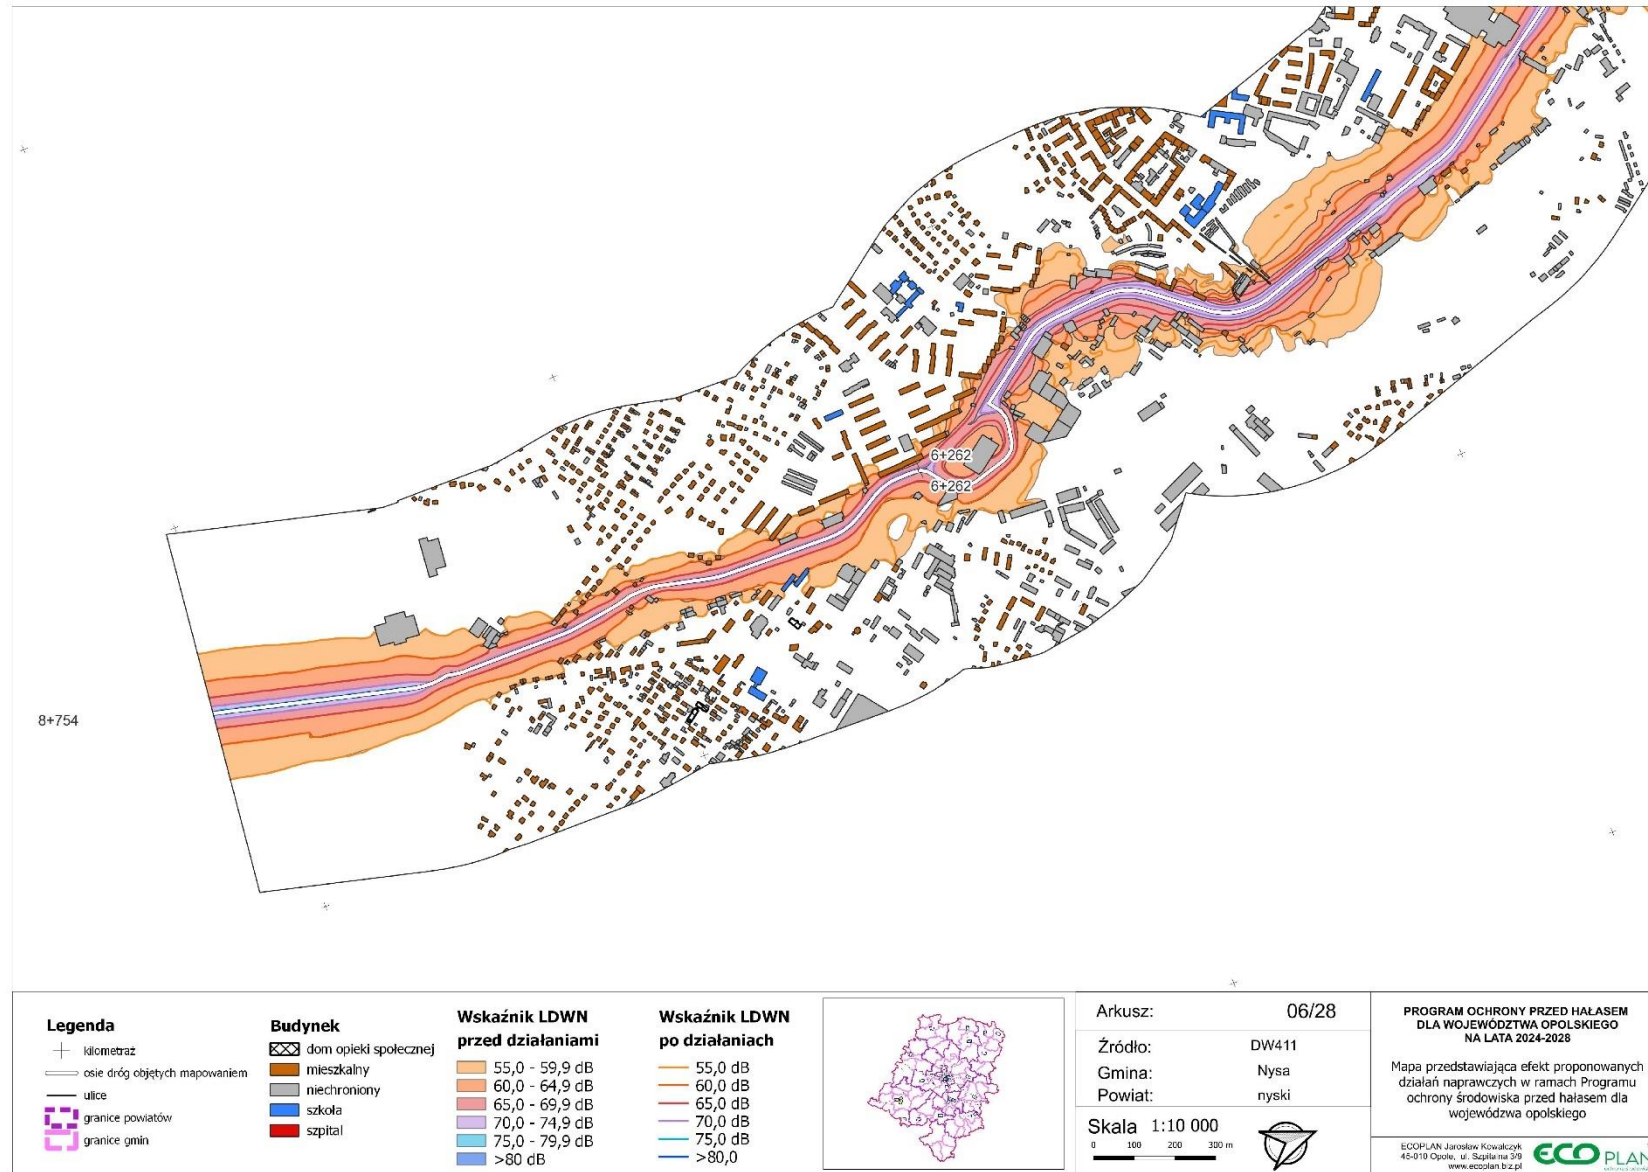 6+262
6+262
8+754
Legenda
kilometraż
osie dróg objętych mapowaniem
ulice
granice powiatów
granice gmin
Budynek
dom opieki społecznej
mieszkalny
niechroniony
szkoła
szpital
Wskaźnik LDWN
przed działaniami
55,0 - 59,9 dB
60,0 - 64,9 dB
65,0 - 69,9 dB
70,0 - 74,9 dB
75,0 - 79,9 dB
>80 dB
Wskaźnik LDWN
po działaniach
55,0 dB
60,0 dB
65,0 dB
70,0 dB
75,0 dB
>80,0
Arkusz: 06/28
Źródło: DW411
Gmina: Nysa
Powiat: nyski
Skala 1:10 000
0 100 200 300 m
PROGRAM OCHRONY PRZED HAŁASEM
DLA WOJEWÓDZTWA OPOLSKIEGO
NA LATA 2024-2028
Mapa przedstawiająca efekt proponowanych
działań naprawczych w ramach Programu
ochrony środowiska przed hałasem dla
województwa opolskiego
ECOPLAN Jarosław Kowalczyk
45-010 Opole, ul. Szpitalna 3/9
www.ecoplan.biz.pl
ECO PLAN